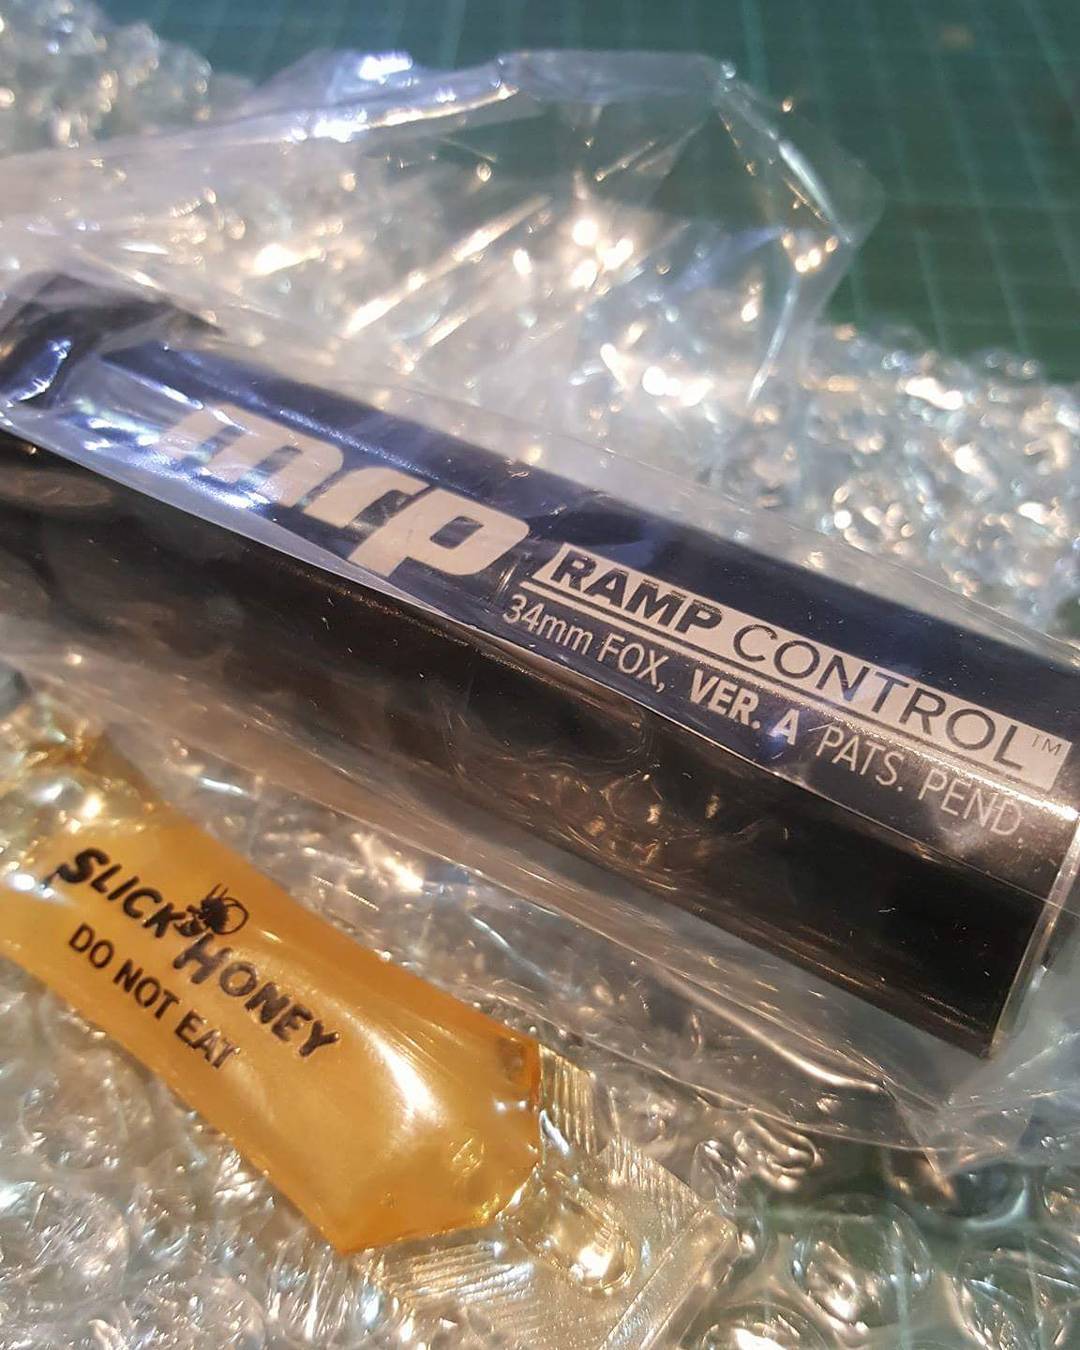 mrp
RAMP CONTROL™
34mm FOX, VER. A PATS. PEND
SLICK HONEY
DO NOT EAT